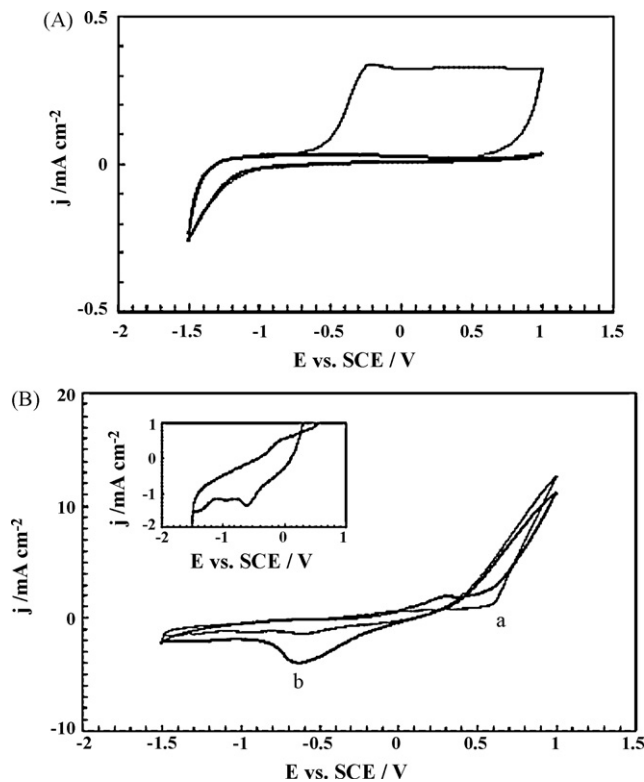 (A)
0.5
0
-0.5
j /mA cm-2
-2 -1.5 -1 -0.5 0 0.5 1 1.5
E vs. SCE / V
(B)
20
10
0
-10
j /mA cm-2
1
0
-1
-2
j /mA cm-2
-2 -1 0 1
E vs. SCE / V
a
b
-2 -1.5 -1 -0.5 0 0.5 1 1.5
E vs. SCE / V